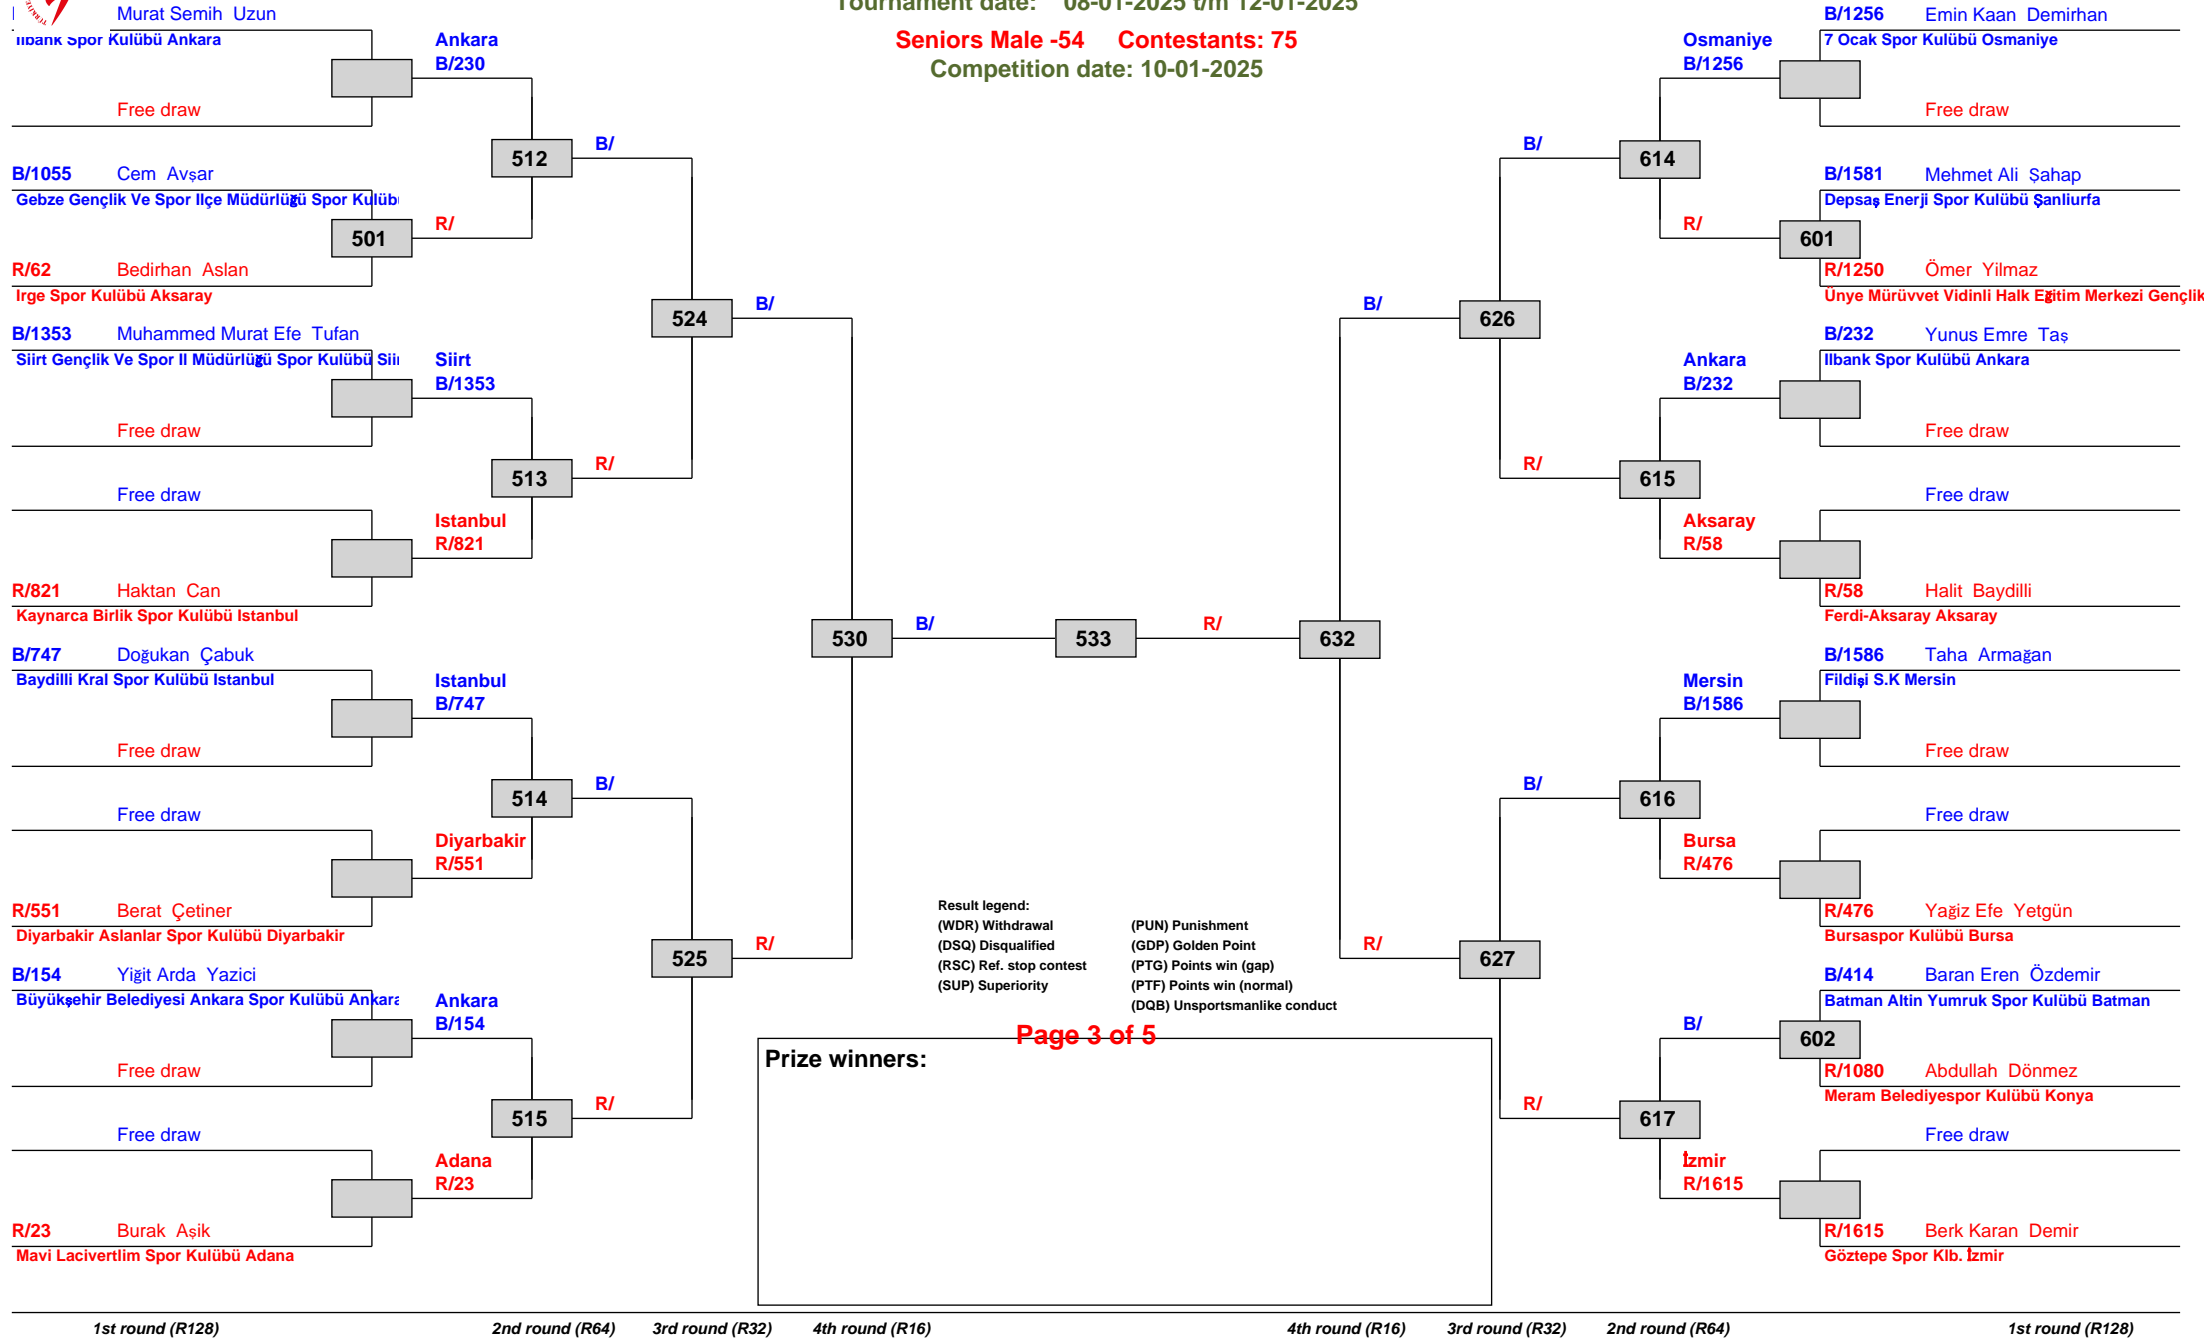 Tournament date: 08-01-2025 t/m 12-01-2025
Seniors Male -54 Contestants: 75
Competition date: 10-01-2025
Murat Semih Uzun
Ilbank Spor Kulübü Ankara
Ankara
B/230
Free draw
512
B/
B/1055 Cem Avşar
Gebze Gençlik Ve Spor Ilçe Müdürlüğü Spor Kulüb
501
R/
R/62 Bedirhan Aslan
Irge Spor Kulübü Aksaray
524
B/
B/1353 Muhammed Murat Efe Tufan
Siirt Gençlik Ve Spor Il Müdürlüğü Spor Kulübü Siir
Siirt
B/1353
Free draw
513
R/
Free draw
Istanbul
R/821
R/821 Haktan Can
Kaynarca Birlik Spor Kulübü Istanbul
530
B/
533
R/
632
B/747 Doğukan Çabuk
Baydilli Kral Spor Kulübü Istanbul
Istanbul
B/747
Free draw
514
B/
Free draw
Diyarbakir
R/551
R/551 Berat Çetiner
Diyarbakir Aslanlar Spor Kulübü Diyarbakir
525
R/
B/154 Yiğit Arda Yazici
Büyükşehir Belediyesi Ankara Spor Kulübü Ankara
Ankara
B/154
Free draw
515
R/
Free draw
Adana
R/23
R/23 Burak Aşik
Mavi Lacivertlim Spor Kulübü Adana
B/1256 Emin Kaan Demirhan
7 Ocak Spor Kulübü Osmaniye
Osmaniye
B/1256
Free draw
B/
614
B/1581 Mehmet Ali Şahap
Depsaş Enerji Spor Kulübü Şanliurfa
R/
601
R/1250 Ömer Yilmaz
Ünye Mürüvvet Vidinli Halk Eğitim Merkezi Gençlik
B/
626
B/232 Yunus Emre Taş
Ilbank Spor Kulübü Ankara
Ankara
B/232
Free draw
R/
615
Free draw
Aksaray
R/58
R/58 Halit Baydilli
Ferdi-Aksaray Aksaray
B/1586 Taha Armağan
Fildişi S.K Mersin
Mersin
B/1586
Free draw
B/
616
Free draw
Bursa
R/476
R/476 Yağiz Efe Yetgün
Bursaspor Kulübü Bursa
R/
627
B/414 Baran Eren Özdemir
Batman Altin Yumruk Spor Kulübü Batman
B/
602
R/1080 Abdullah Dönmez
Meram Belediyespor Kulübü Konya
R/
617
Free draw
İzmir
R/1615
R/1615 Berk Karan Demir
Göztepe Spor Klb. İzmir
Result legend:
(WDR) Withdrawal (PUN) Punishment
(DSQ) Disqualified (GDP) Golden Point
(RSC) Ref. stop contest (PTG) Points win (gap)
(SUP) Superiority (PTF) Points win (normal)
(DQB) Unsportsmanlike conduct
Page 3 of 5
Prize winners:
1st round (R128) 2nd round (R64) 3rd round (R32) 4th round (R16) 4th round (R16) 3rd round (R32) 2nd round (R64) 1st round (R128)